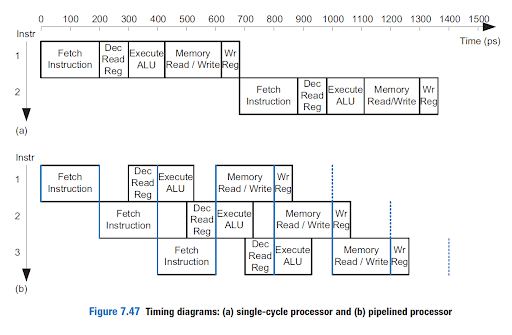 0 100 200 300 400 500 600 700 800 900 1000 1100 1200 1300 1400 1500
Instr
Time (ps)
1
Fetch
Instruction
Dec
Read
Reg
Execute
ALU
Memory
Read / Write
Wr
Reg
2
Fetch
Instruction
Dec
Read
Reg
Execute
ALU
Memory
Read/Write
Wr
Reg
(a)
Instr
1
Fetch
Instruction
Dec
Read
Reg
Execute
ALU
Memory
Read / Write
Wr
Reg
2
Fetch
Instruction
Dec
Read
Reg
Execute
ALU
Memory
Read / Write
Wr
Reg
3
Fetch
Instruction
Dec
Read
Reg
Execute
ALU
Memory
Read / Write
Wr
Reg
(b)
Figure 7.47 Timing diagrams: (a) single-cycle processor and (b) pipelined processor